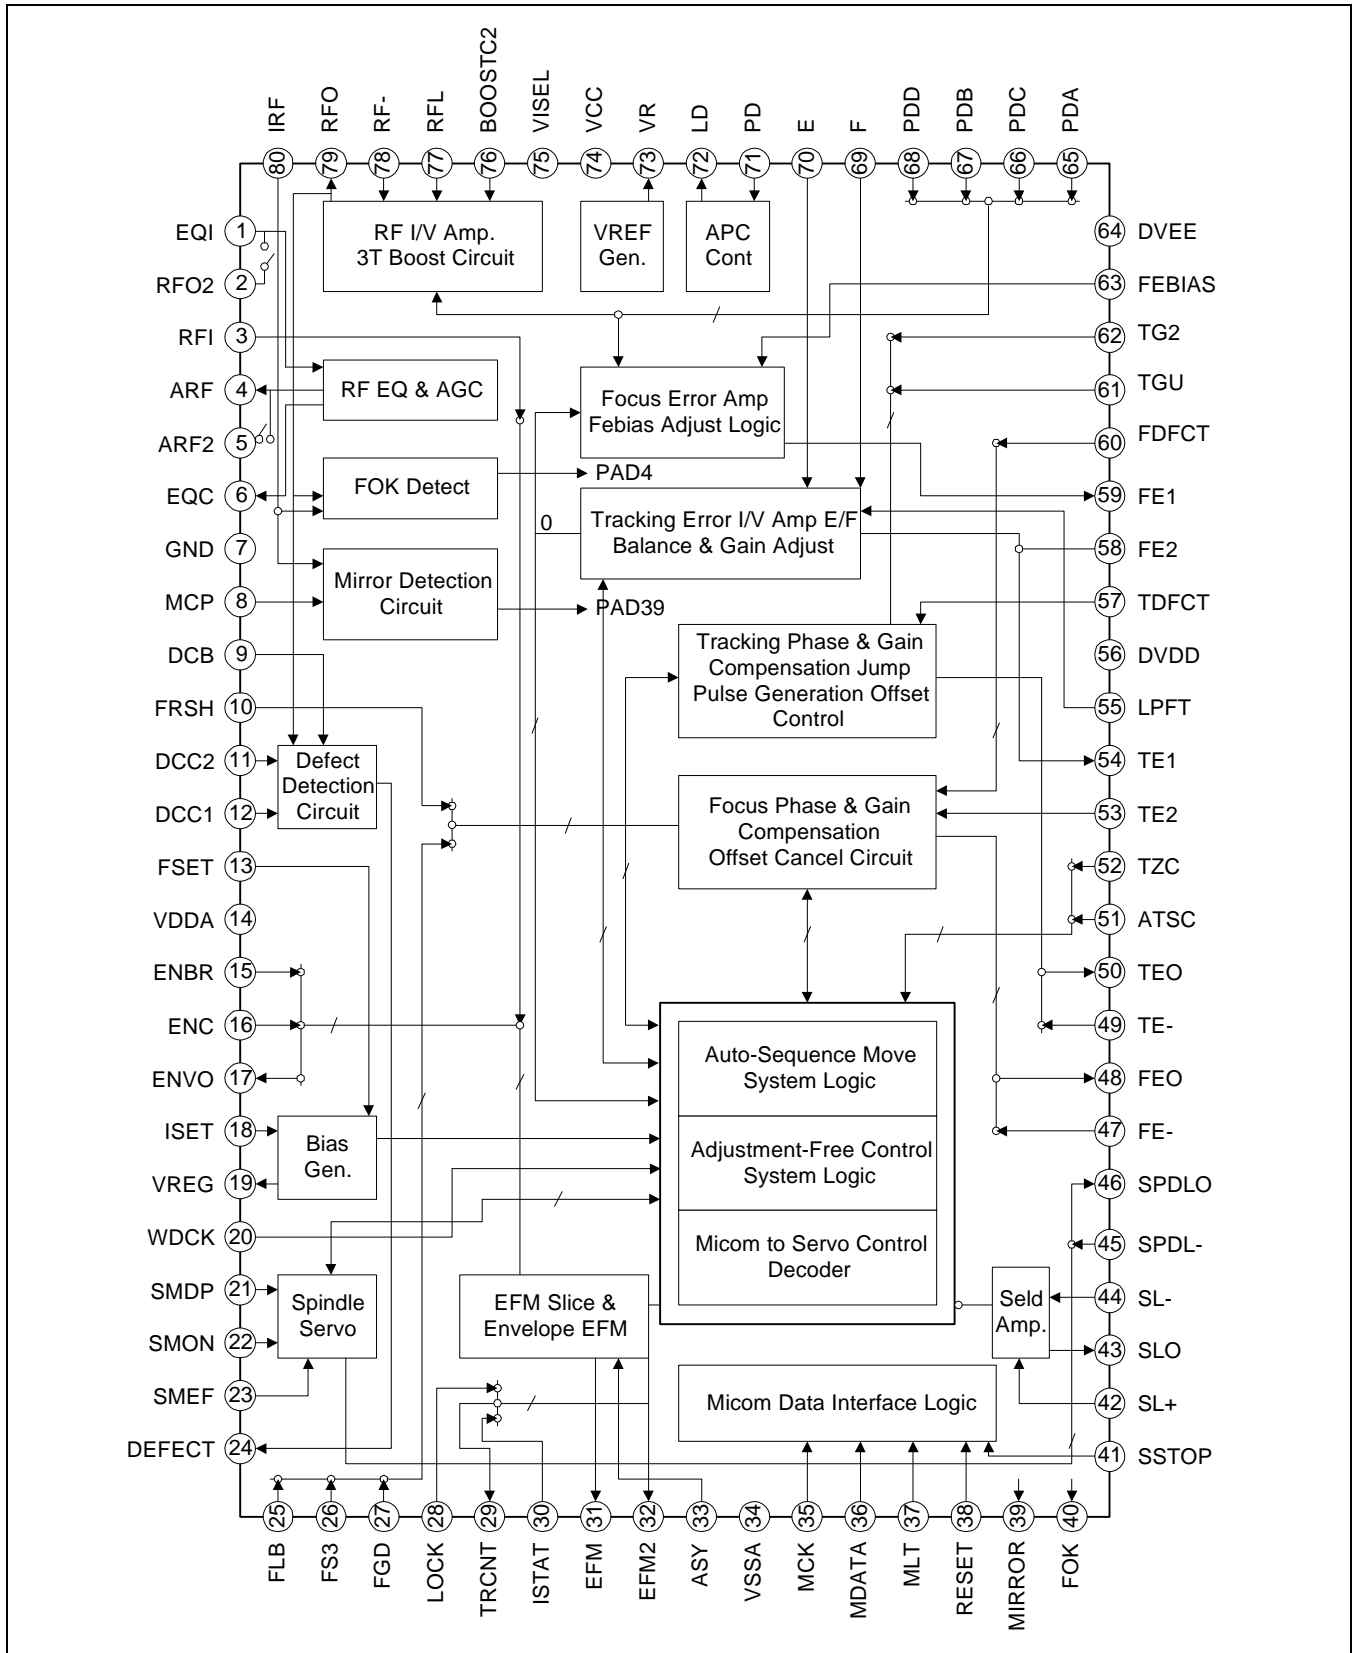 IRF
RFO
RF-
RFL
BOOSTC2
VISEL
VCC
VR
LD
PD
E
F
PDD
PDB
PDC
PDA
80
79
78
77
76
75
74
73
72
71
70
69
68
67
66
65
EQI
1
RFO2
2
RFI
3
ARF
4
ARF2
5
EQC
6
GND
7
MCP
8
DCB
9
FRSH
10
DCC2
11
DCC1
12
FSET
13
VDDA
14
ENBR
15
ENC
16
ENVO
17
ISET
18
VREG
19
WDCK
20
SMDP
21
SMON
22
SMEF
23
DEFECT
24
RF I/V Amp.
3T Boost Circuit
VREF
Gen.
APC
Cont
RF EQ & AGC
Focus Error Amp
Febias Adjust Logic
FOK Detect
PAD4
0
Tracking Error I/V Amp E/F
Balance & Gain Adjust
Mirror Detection
Circuit
PAD39
Tracking Phase & Gain
Compensation Jump
Pulse Generation Offset
Control
Defect
Detection
Circuit
Focus Phase & Gain
Compensation
Offset Cancel Circuit
Auto-Sequence Move
System Logic
Bias
Gen.
Adjustment-Free Control
System Logic
Micom to Servo Control
Decoder
Spindle
Servo
EFM Slice &
Envelope EFM
Seld
Amp.
Micom Data Interface Logic
64
DVEE
63
FEBIAS
62
TG2
61
TGU
60
FDFCT
59
FE1
58
FE2
57
TDFCT
56
DVDD
55
LPFT
54
TE1
53
TE2
52
TZC
51
ATSC
50
TEO
49
TE-
48
FEO
47
FE-
46
SPDLO
45
SPDL-
44
SL-
43
SLO
42
SL+
41
SSTOP
25
26
27
28
29
30
31
32
33
34
35
36
37
38
39
40
FLB
FS3
FGD
LOCK
TRCNT
ISTAT
EFM
EFM2
ASY
VSSA
MCK
MDATA
MLT
RESET
MIRROR
FOK